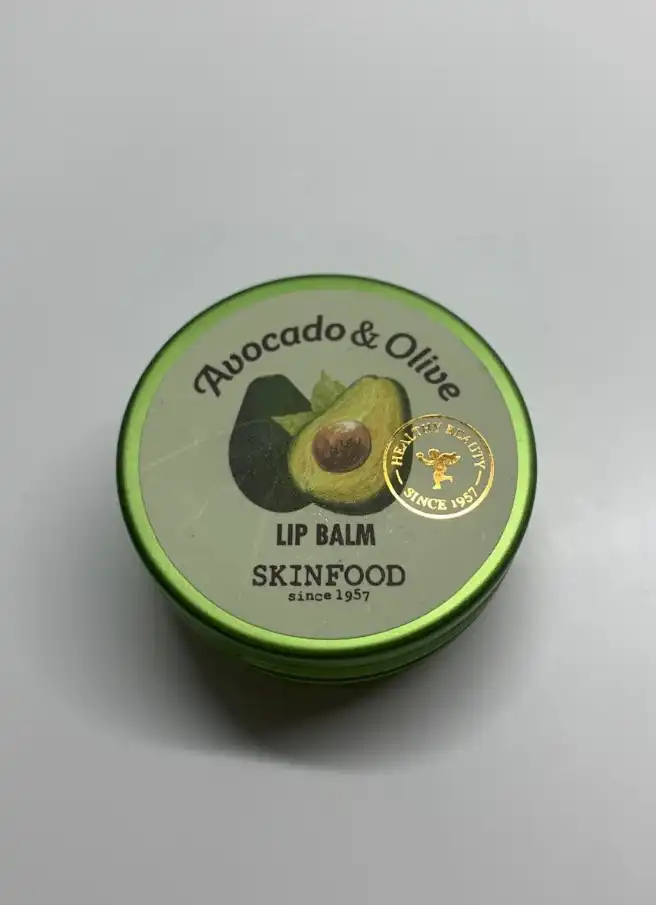 Avocado & Olive
HEALTHY BEAUTY
SINCE 1957
LIP BALM
SKINFOOD
since 1957